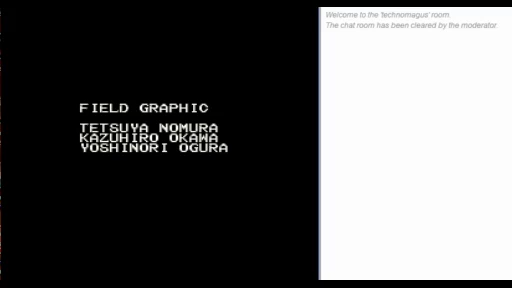 FIELD GRAPHIC
TETSUYA NOMURA
KAZUHIRO OKAWA
YOSHINORI OGURA
Welcome to the 'technomagus' room
The chat room has been cleared by the moderator.